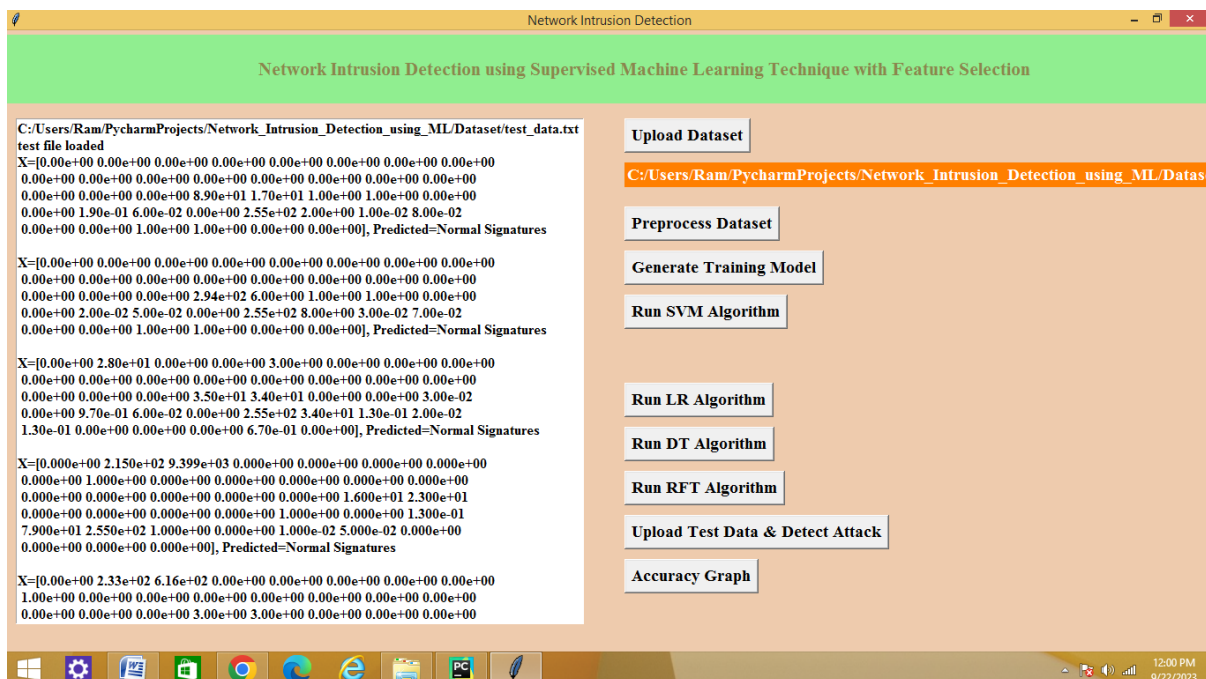 Network Intrusion Detection
Network Intrusion Detection using Supervised Machine Learning Technique with Feature Selection
C:/Users/Ram/PycharmProjects/Network_Intrusion_Detection_using_ML/Dataset/test_data.txt
test file loaded
X=[0.00e+00 0.00e+00 0.00e+00 0.00e+00 0.00e+00 0.00e+00 0.00e+00 0.00e+00
0.00e+00 0.00e+00 0.00e+00 0.00e+00 0.00e+00 0.00e+00 0.00e+00 0.00e+00
0.00e+00 0.00e+00 0.00e+00 8.90e+01 1.70e+01 1.00e+00 1.00e+00 0.00e+00
0.00e+00 1.90e-01 6.00e-02 0.00e+00 2.55e+02 2.00e+00 1.00e-02 8.00e-02
0.00e+00 0.00e+00 1.00e+00 1.00e+00 0.00e+00 0.00e+00], Predicted=Normal Signatures
X=[0.00e+00 0.00e+00 0.00e+00 0.00e+00 0.00e+00 0.00e+00 0.00e+00 0.00e+00
0.00e+00 0.00e+00 0.00e+00 0.00e+00 0.00e+00 0.00e+00 0.00e+00 0.00e+00
0.00e+00 0.00e+00 0.00e+00 2.94e+02 6.00e+00 1.00e+00 1.00e+00 0.00e+00
0.00e+00 2.00e-02 5.00e-02 0.00e+00 2.55e+02 8.00e+00 3.00e-02 7.00e-02
0.00e+00 0.00e+00 1.00e+00 1.00e+00 0.00e+00 0.00e+00], Predicted=Normal Signatures
X=[0.00e+00 2.80e+01 0.00e+00 0.00e+00 3.00e+00 0.00e+00 0.00e+00 0.00e+00
0.00e+00 0.00e+00 0.00e+00 0.00e+00 0.00e+00 0.00e+00 0.00e+00 0.00e+00
0.00e+00 0.00e+00 0.00e+00 3.50e+01 3.40e+01 0.00e+00 0.00e+00 3.00e-02
0.00e+00 9.70e-01 6.00e-02 0.00e+00 2.55e+02 3.40e+01 1.30e-01 2.00e-02
1.30e-01 0.00e+00 0.00e+00 0.00e+00 6.70e-01 0.00e+00], Predicted=Normal Signatures
X=[0.000e+00 2.150e+02 9.399e+03 0.000e+00 0.000e+00 0.000e+00 0.000e+00
0.000e+00 1.000e+00 0.000e+00 0.000e+00 0.000e+00 0.000e+00 0.000e+00
0.000e+00 0.000e+00 0.000e+00 0.000e+00 0.000e+00 1.600e+01 2.300e+01
0.000e+00 0.000e+00 0.000e+00 0.000e+00 1.000e+00 0.000e+00 1.300e-01
7.900e+01 2.550e+02 1.000e+00 0.000e+00 1.000e-02 5.000e-02 0.000e+00
0.000e+00 0.000e+00 0.000e+00], Predicted=Normal Signatures
X=[0.00e+00 2.33e+02 6.16e+02 0.00e+00 0.00e+00 0.00e+00 0.00e+00 0.00e+00
1.00e+00 0.00e+00 0.00e+00 0.00e+00 0.00e+00 0.00e+00 0.00e+00 0.00e+00
0.00e+00 0.00e+00 0.00e+00 3.00e+00 3.00e+00 0.00e+00 0.00e+00 0.00e+00
Upload Dataset
C:/Users/Ram/PycharmProjects/Network_Intrusion_Detection_using_ML/Datas
Preprocess Dataset
Generate Training Model
Run SVM Algorithm
Run LR Algorithm
Run DT Algorithm
Run RFT Algorithm
Upload Test Data & Detect Attack
Accuracy Graph
PC
12:00 PM
9/22/2023